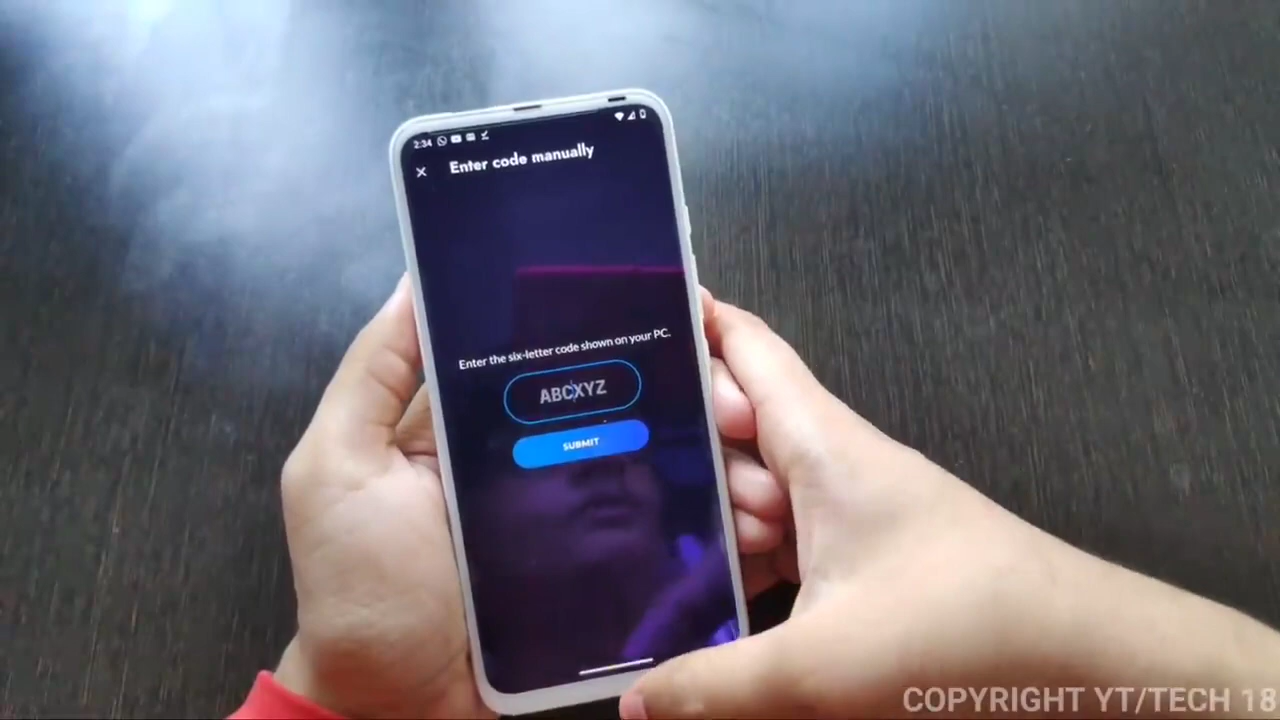 2:34
Enter code manually
Enter the six-letter code shown on your PC.
ABCXYZ
SUBMIT
COPYRIGHT YT/TECH 18